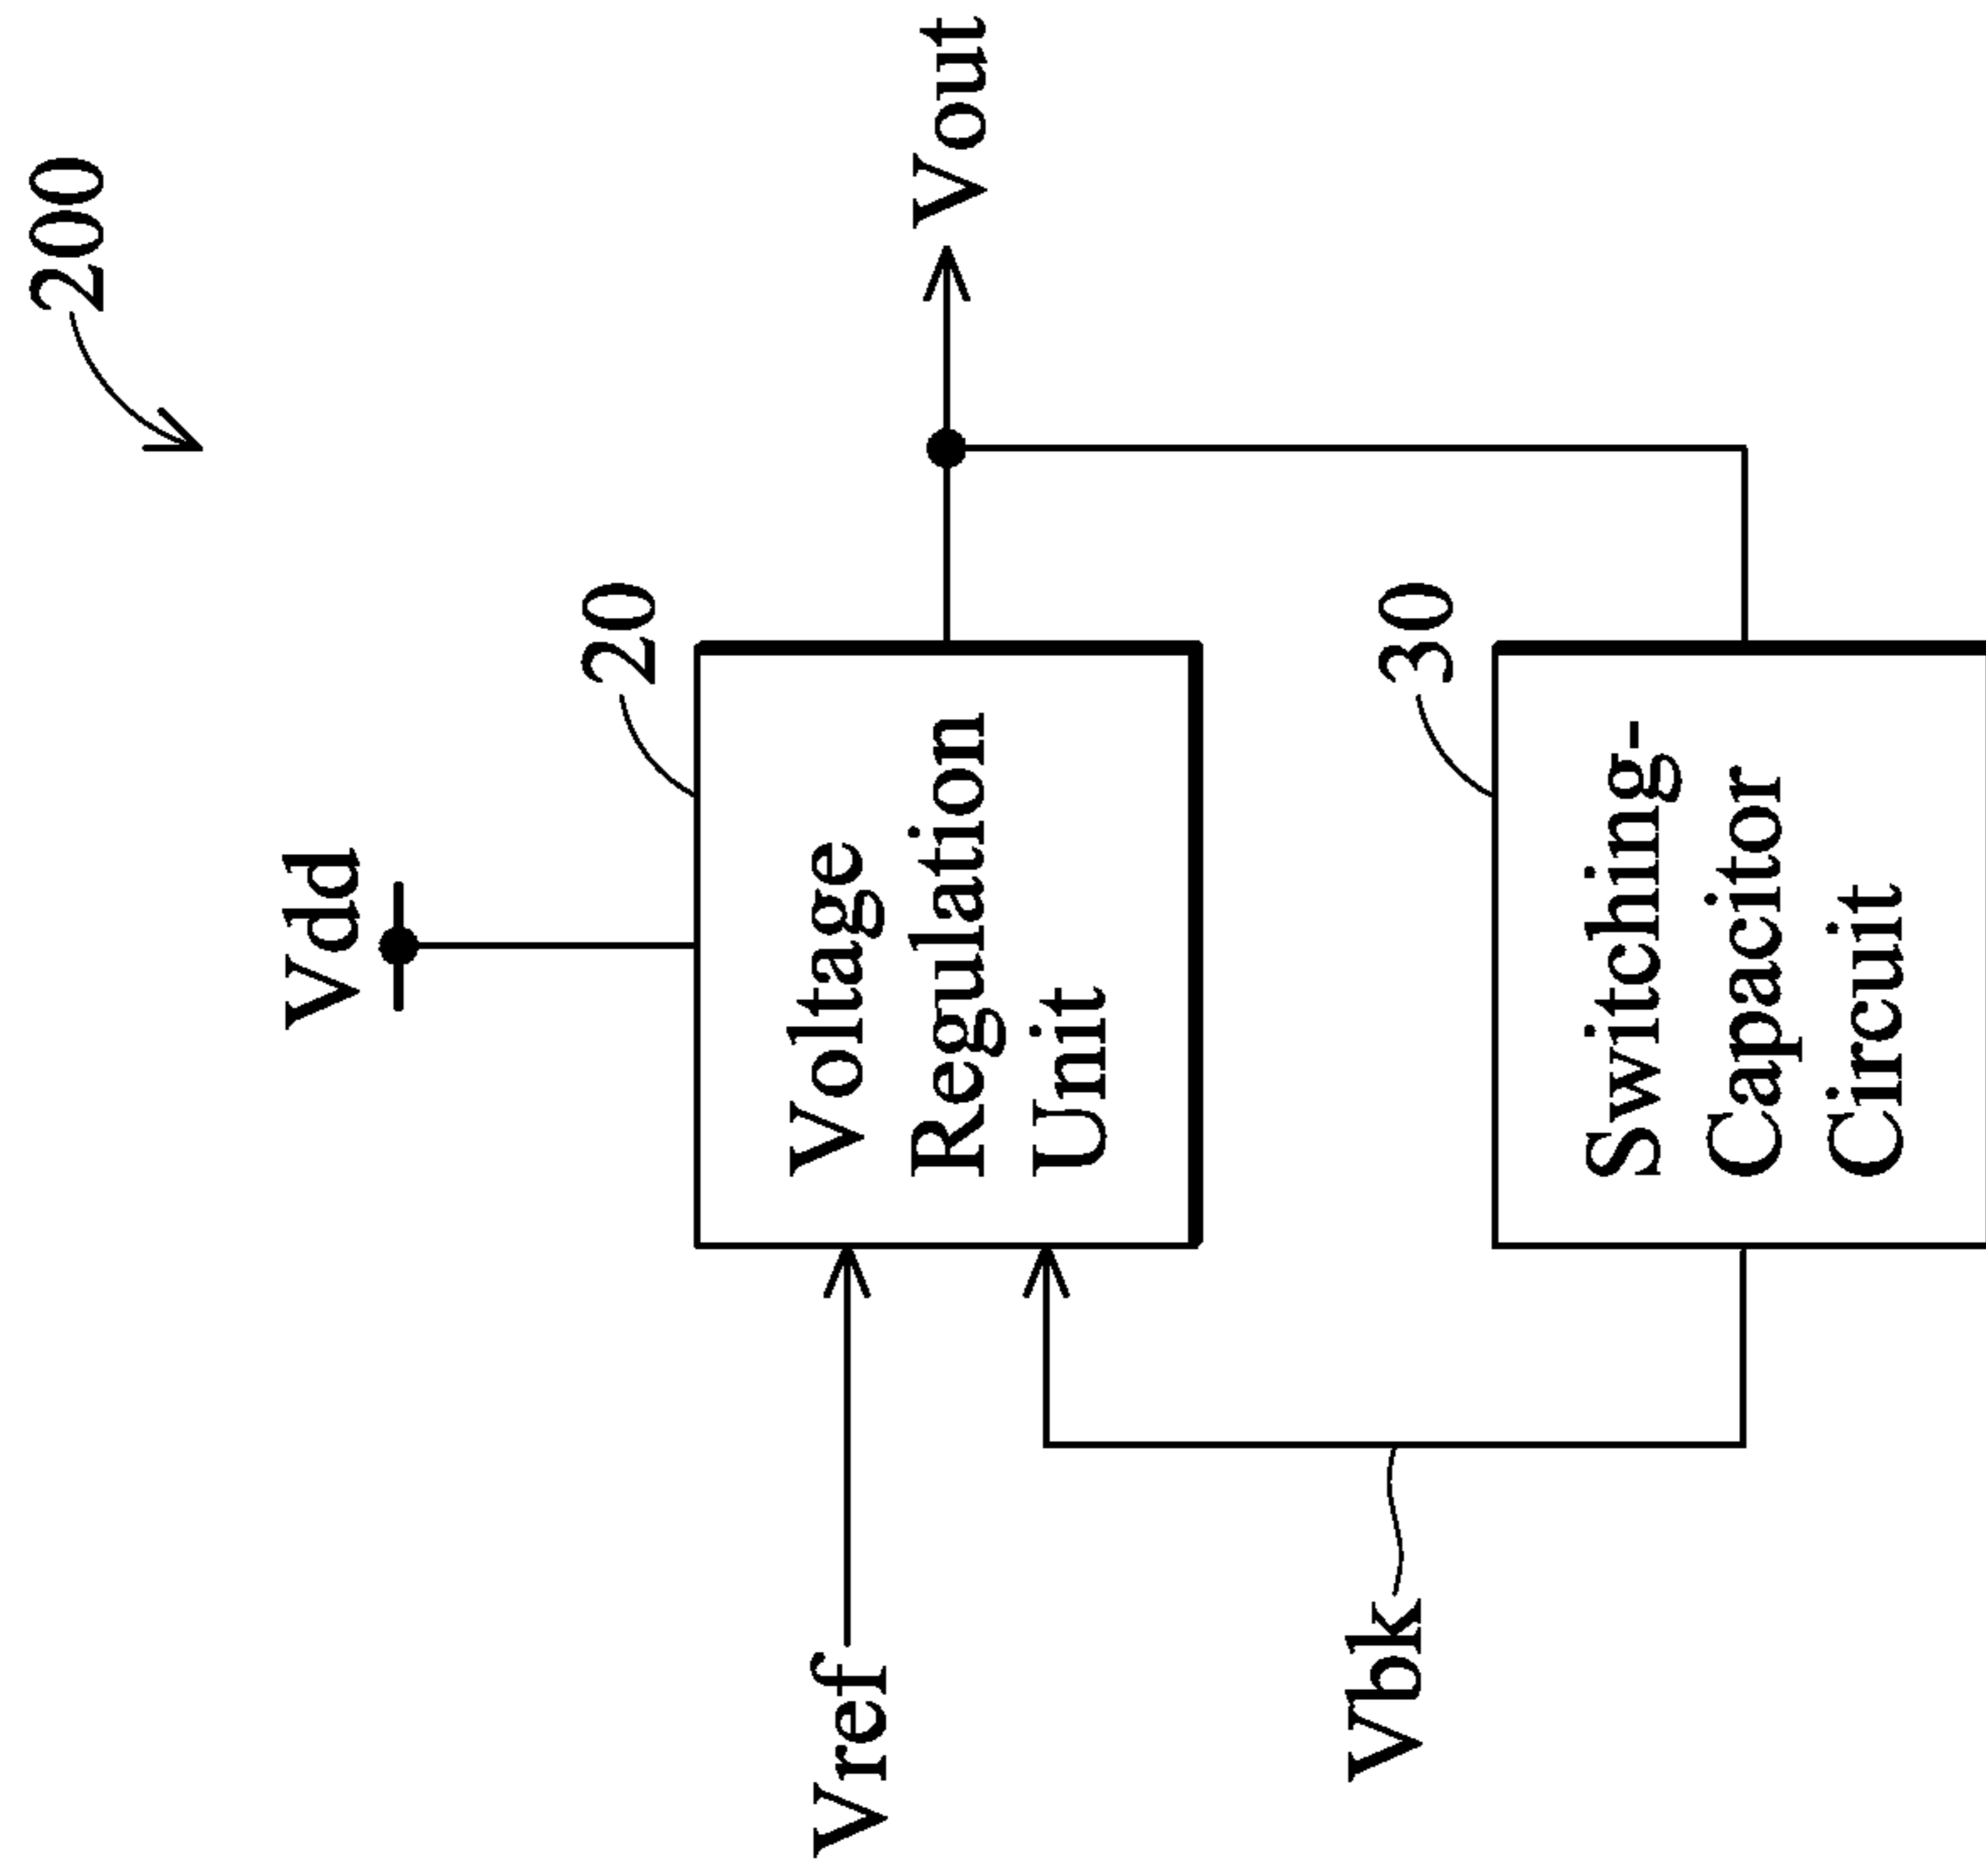 200
Vdd
20
Vref
Voltage
Regulation
Unit
Vout
Vbk
30
Switching-
Capacitor
Circuit